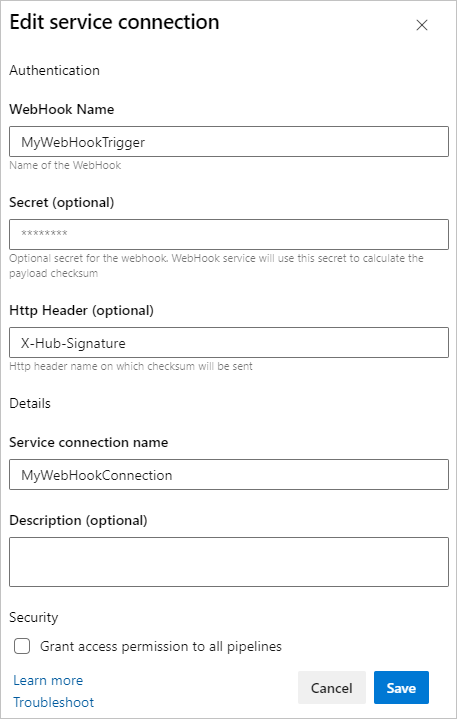 Edit service connection
Authentication
WebHook Name
MyWebHookTrigger
Name of the WebHook
Secret (optional)
********
Optional secret for the webhook. WebHook service will use this secret to calculate the
payload checksum
Http Header (optional)
X-Hub-Signature
Http header name on which checksum will be sent
Details
Service connection name
MyWebHookConnection
Description (optional)
Security
Grant access permission to all pipelines
Learn more
Troubleshoot
Cancel
Save